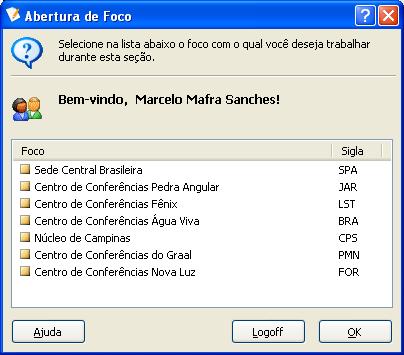 Abertura de Foco
Selecione na lista abaixo o foco com o qual você deseja trabalhar
durante esta seção.
Bem-vindo, Marcelo Mafra Sanches!
Foco Sigla
Sede Central Brasileira SPA
Centro de Conferências Pedra Angular JAR
Centro de Conferências Fênix LST
Centro de Conferências Água Viva BRA
Núcleo de Campinas CPS
Centro de Conferências do Graal PMN
Centro de Conferências Nova Luz FOR
Ajuda Logoff OK